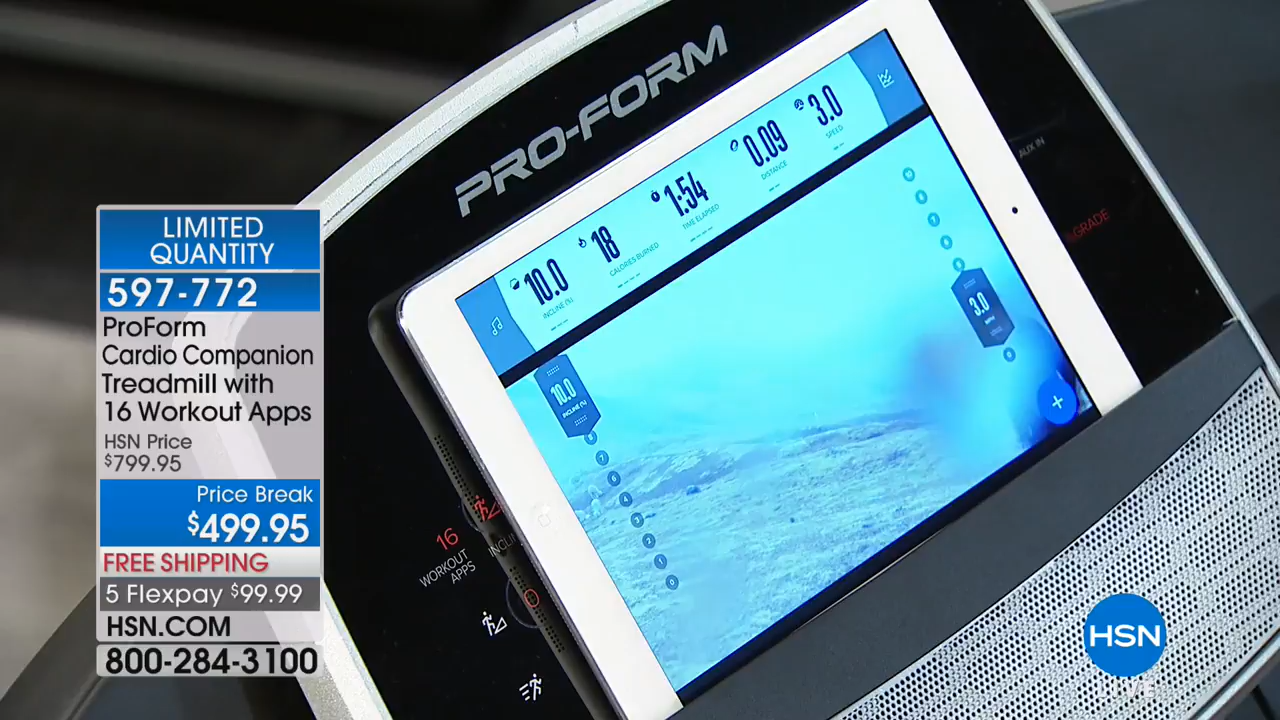 LIMITED
QUANTITY
597-772
ProForm
Cardio Companion
Treadmill with
16 Workout Apps
HSN Price
$799.95
Price Break
$499.95
FREE SHIPPING
5 Flexpay $99.99
HSN.COM
800-284-3100
PRO-FORM
10.0
INCLINE (%)
18
CALORIES BURNED
1:54
TIME ELAPSED
0.09
DISTANCE
3.0
SPEED
10.0
INCLINE (%)
3.0
AUX IN
GRADE
16
WORKOUT
APPS
0
HSN
LIVE